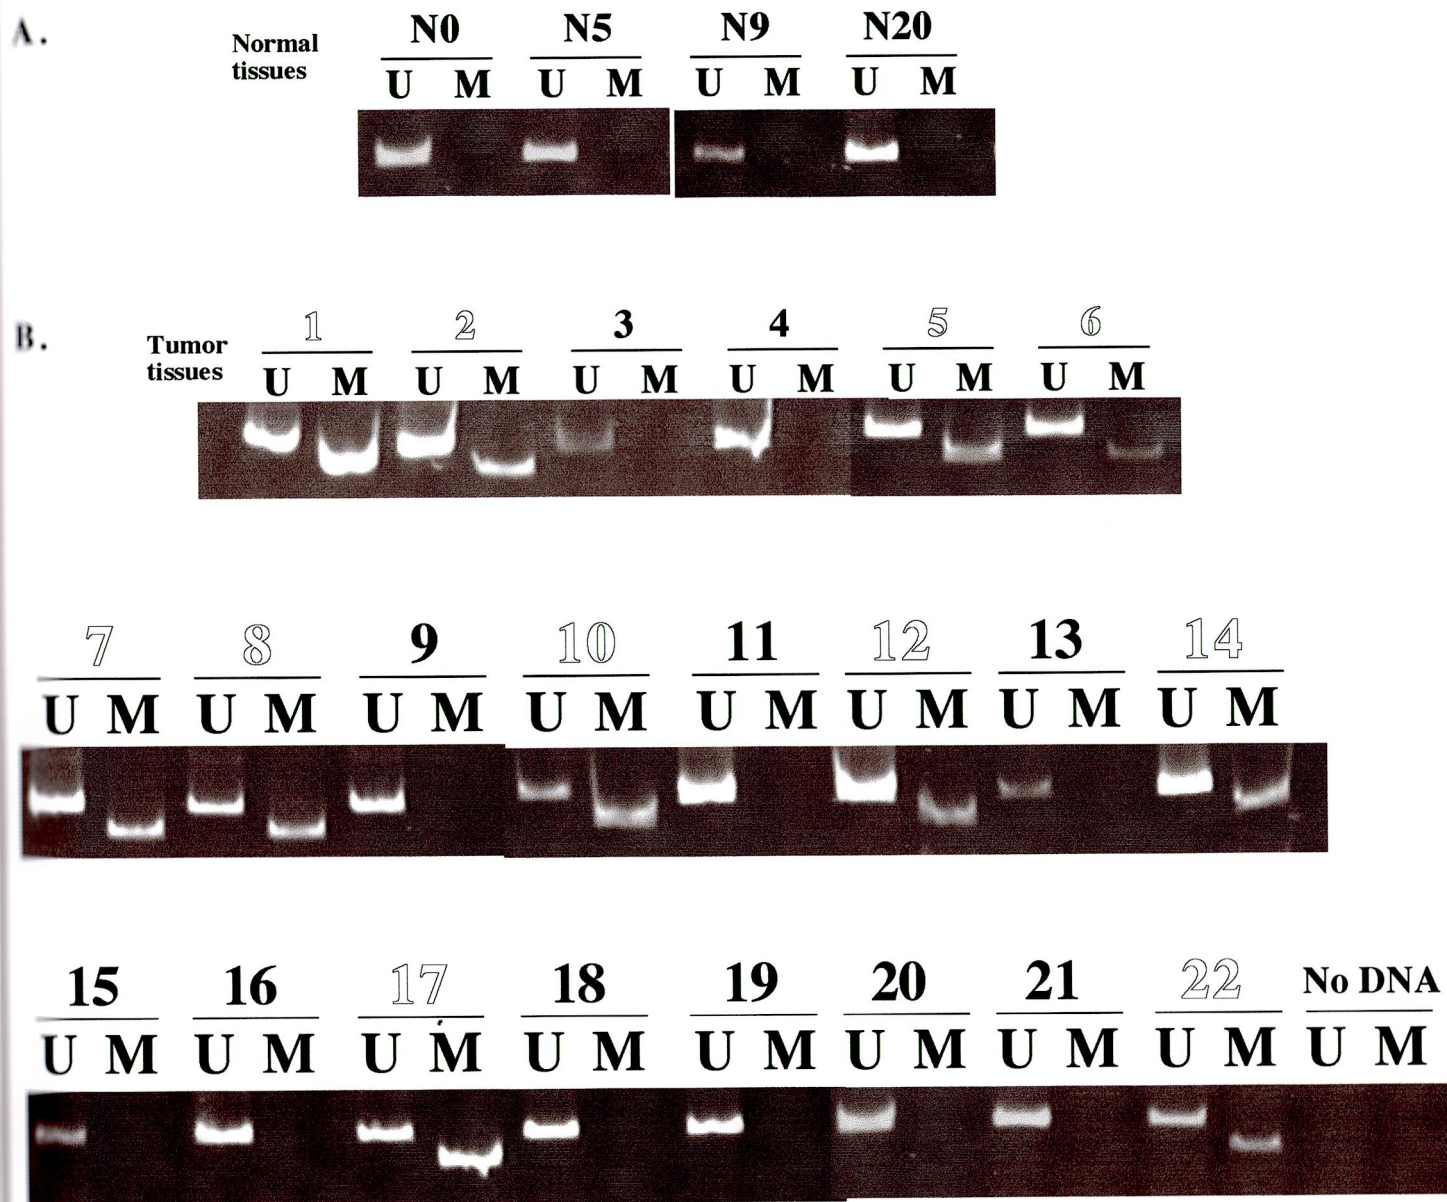 A.
Normal
tissues
N0 N5 N9 N20
U M U M U M U M
B.
Tumor
tissues
1 2 3 4 5 6
U M U M U M U M U M U M
7 8 9 10 11 12 13 14
U M U M U M U M U M U M U M U M
15 16 17 18 19 20 21 22 No DNA
U M U M U M U M U M U M U M U M U M